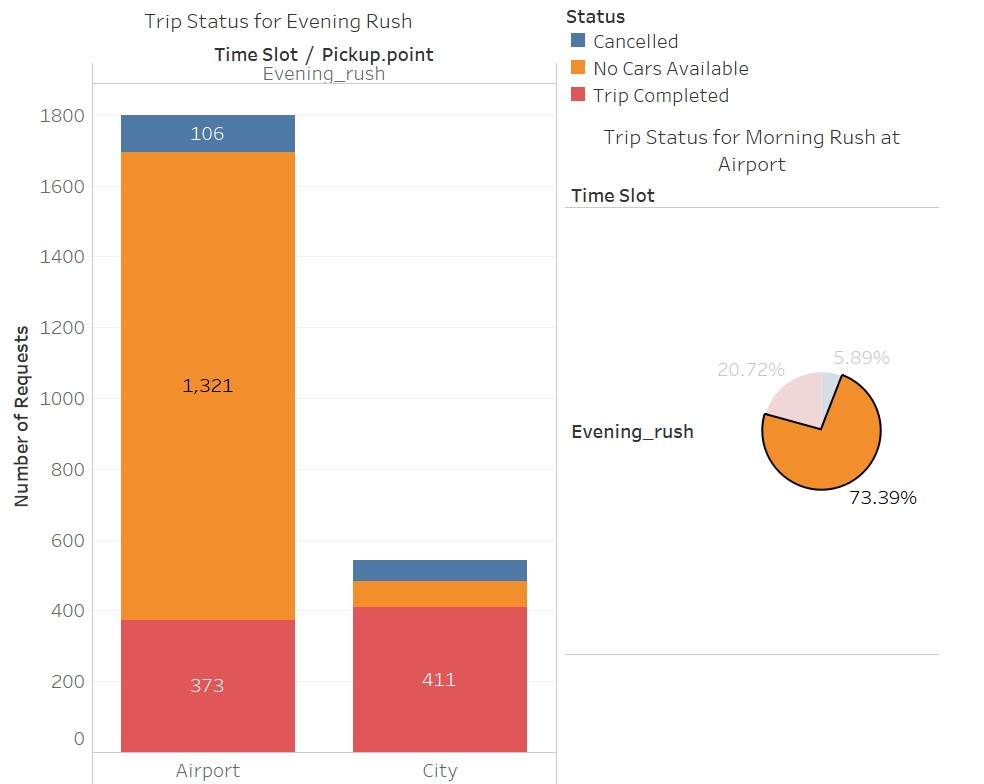 Trip Status for Evening Rush
Time Slot / Pickup.point
Evening_rush
Number of Requests
1800
1600
1400
1200
1000
800
600
400
200
0
106
1,321
373
411
Airport
City
Status
Cancelled
No Cars Available
Trip Completed
Trip Status for Morning Rush at
Airport
Time Slot
Evening_rush
20.72%
5.89%
73.39%